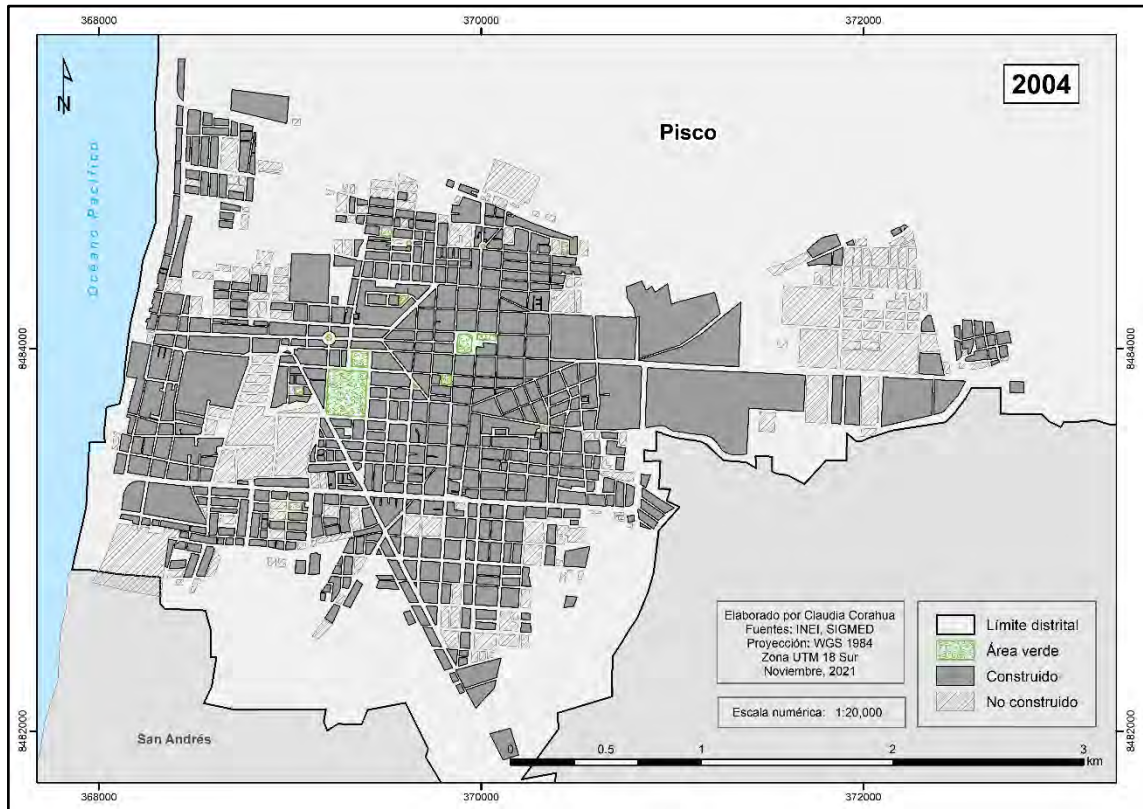 368000
370000
372000
2004
Pisco
N
Océano Pacífico
8484000
8484000
Elaborado por Claudia Corahua
Fuentes: INEI, SIGMED
Proyección: WGS 1984
Zona UTM 18 Sur
Noviembre, 2021
Escala numérica: 1:20,000
Límite distrital
Área verde
Construido
No construido
San Andrés
8482000
8482000
0 0.5 1 2 3
km
368000
370000
372000